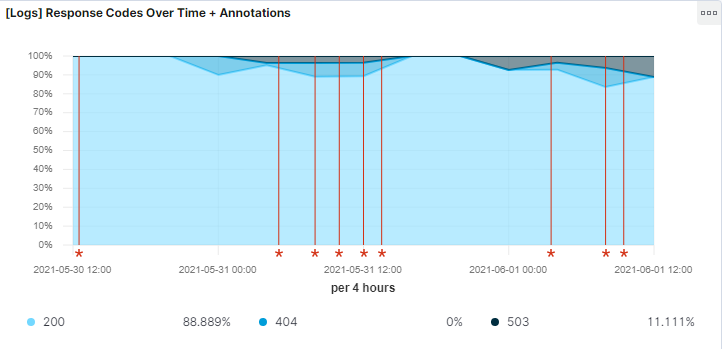 [Logs] Response Codes Over Time + Annotations
100%
90%
80%
70%
60%
50%
40%
30%
20%
10%
0%
2021-05-30 12:00 2021-05-31 00:00 2021-05-31 12:00 2021-06-01 00:00 2021-06-01 12:00
per 4 hours
200 88.889% 404 0% 503 11.111%